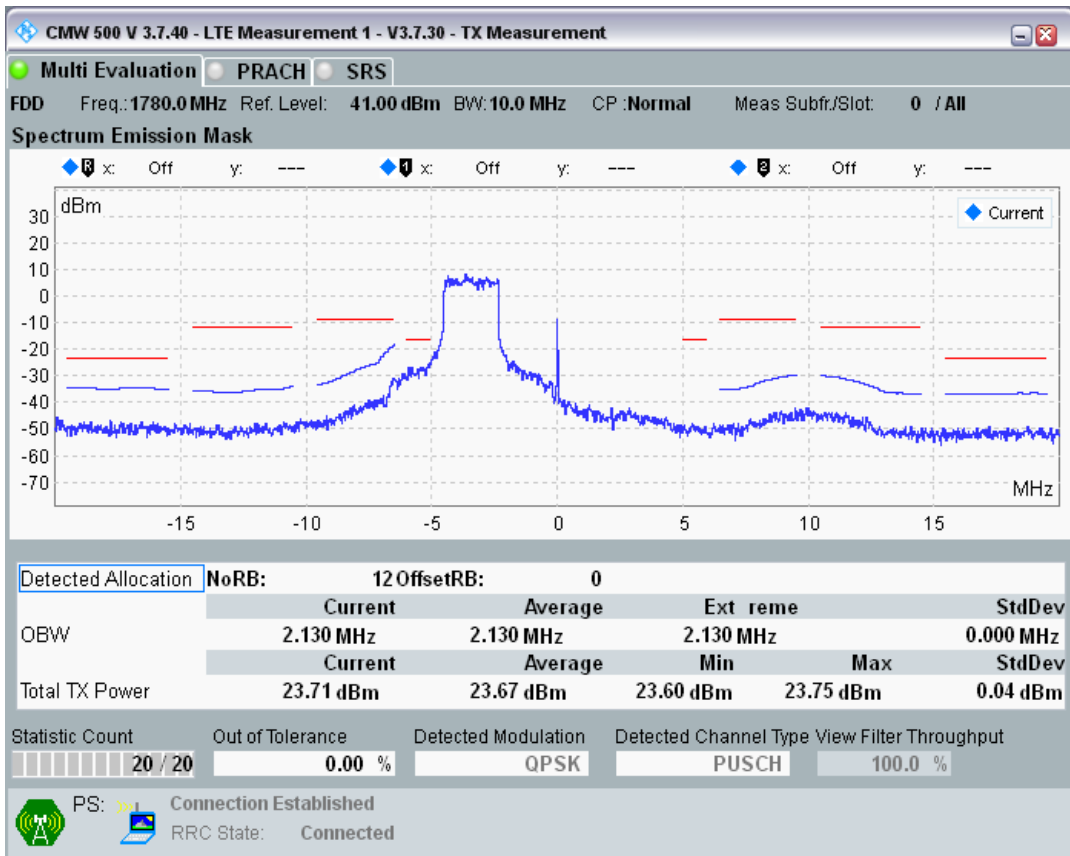 CMW 500 V 3.7.40 - LTE Measurement 1 - V3.7.30 - TX Measurement
Multi Evaluation PRACH SRS
FDD Freq.: 1780.0 MHz Ref. Level: 41.00 dBm BW: 10.0 MHz CP : Normal Meas Subfr./Slot: 0 / All
Spectrum Emission Mask
R x: Off y: --- 1 x: Off y: --- 2 x: Off y: ---
dBm
Current
30
20
10
0
-10
-20
-30
-40
-50
-60
-70
MHz
-15 -10 -5 0 5 10 15
Detected Allocation NoRB: 12 OffsetRB: 0
Current Average Ext reme StdDev
OBW 2.130 MHz 2.130 MHz 2.130 MHz 0.000 MHz
Current Average Min Max StdDev
Total TX Power 23.71 dBm 23.67 dBm 23.60 dBm 23.75 dBm 0.04 dBm
Statistic Count Out of Tolerance Detected Modulation Detected Channel Type View Filter Throughput
20 / 20 0.00 % QPSK PUSCH 100.0 %
PS: Connection Established
RRC State: Connected